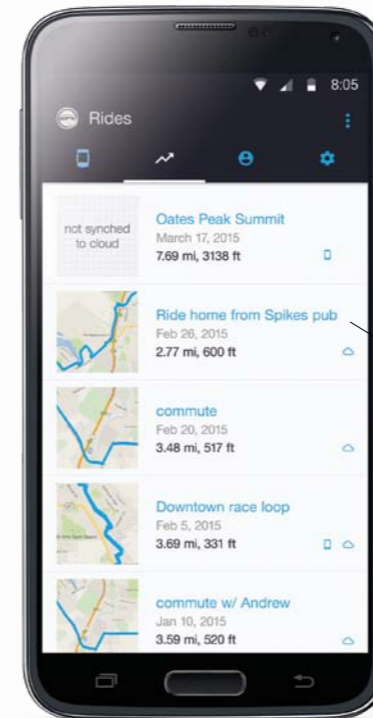 8:05
Rides
not synched
to cloud
Oates Peak Summit
March 17, 2015
7.69 mi, 3138 ft
Ride home from Spikes pub
Feb 26, 2015
2.77 mi, 600 ft
commute
Feb 20, 2015
3.48 mi, 517 ft
Downtown race loop
Feb 5, 2015
3.69 mi, 331 ft
commute w/ Andrew
Jan 10, 2015
3.59 mi, 520 ft